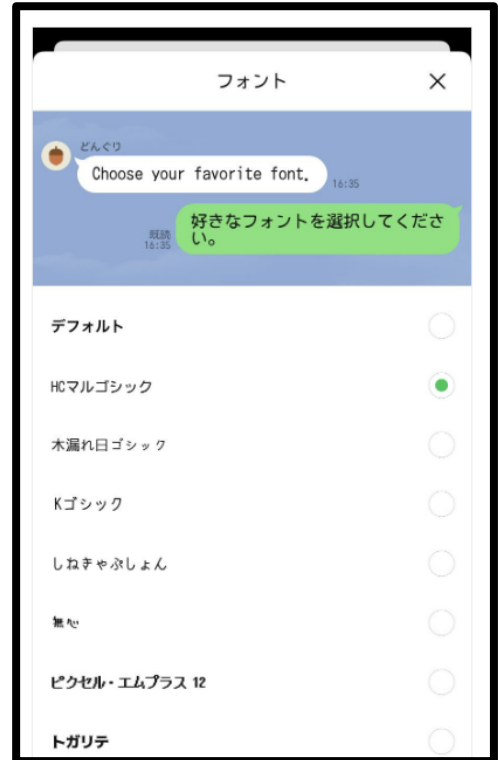 フォント
どんぐり
Choose your favorite font.
16:35
既読
16:35
好きなフォントを選択してくださ
い。
デフォルト
HCマルゴシック
木漏れ日ゴシック
Kゴシック
しねきゃぷしょん
無心
ピクセル・エムプラス 12
トガリテ